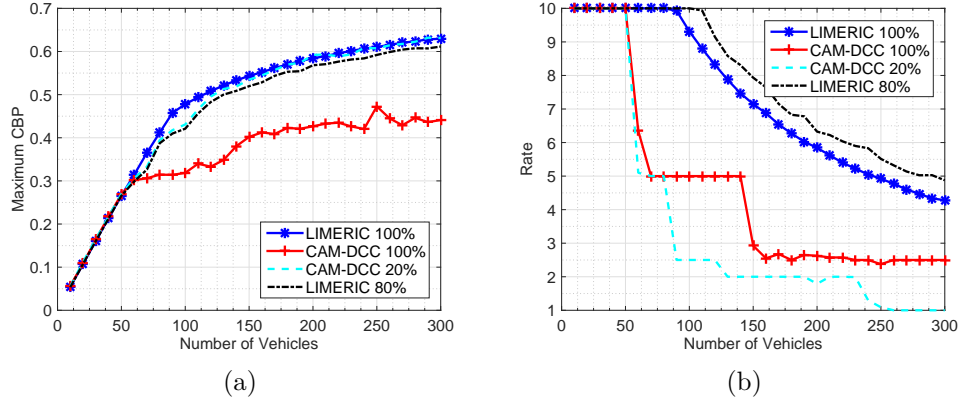 0.7
0.6
0.5
0.4
0.3
0.2
0.1
0
Maximum CBP
0 50 100 150 200 250 300
Number of Vehicles
LIMERIC 100%
CAM-DCC 100%
CAM-DCC 20%
LIMERIC 80%
(a)
10
9
8
7
6
5
4
3
2
1
Rate
0 50 100 150 200 250 300
Number of Vehicles
LIMERIC 100%
CAM-DCC 100%
CAM-DCC 20%
LIMERIC 80%
(b)